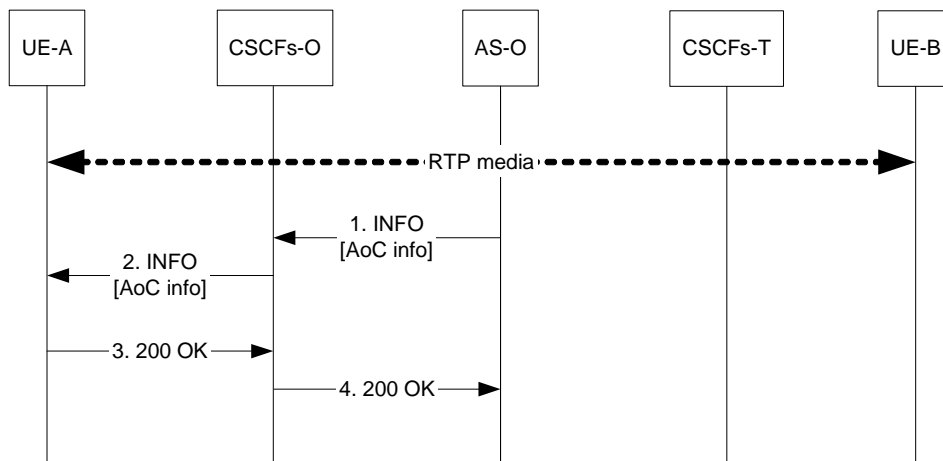 UE-A
CSCFs-O
AS-O
CSCFs-T
UE-B
RTP media
1. INFO
[AoC info]
2. INFO
[AoC info]
3. 200 OK
4. 200 OK